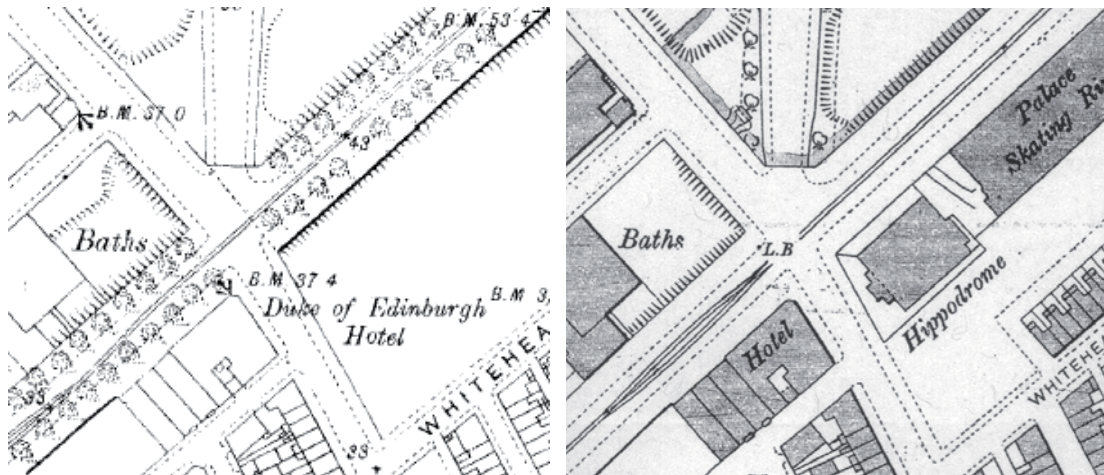 B.M. 53·4
B.M. 37·0
43
Baths
B.M. 37·4
Duke of Edinburgh
Hotel
B.M. 3
WHITEHEA
33
33
Palace
Skating
Baths
L.B
Hotel
Hippodrome
WHITEHEA